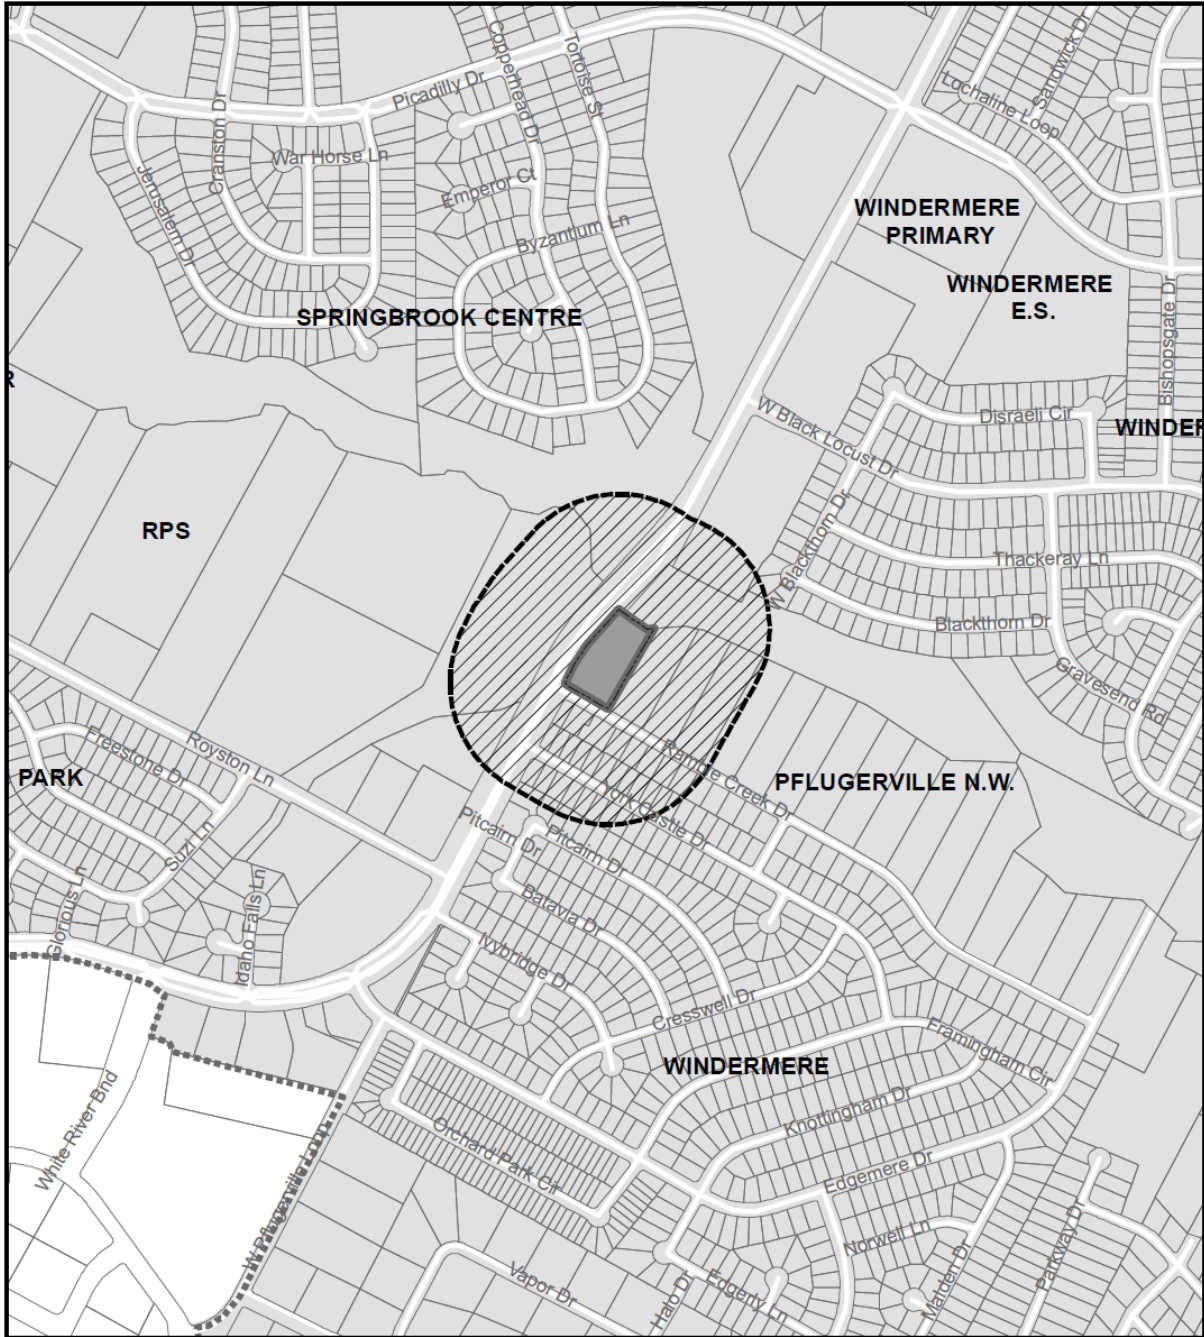 Copperhead Dr
Tortoise St
Sandwick Dr
Lochaline Loop
Picadilly Dr
Cranston Dr
War Horse Ln
Jerusalem Dr
Emperor Ct
Byzantium Ln
WINDERMERE
PRIMARY
WINDERMERE
E.S.
SPRINGBROOK CENTRE
Bishopsgate Dr
R
W Black Locust Dr
Disraeli Cir
WINDER
RPS
W Blackthorn Dr
Thackeray Ln
Blackthorn Dr
Gravesend Rd
Royston Ln
Freestone Dr
PARK
Ramble Creek Dr
PFLUGERVILLE N.W.
York Castle Dr
Pitcairn Dr
Pitcairn Dr
Suzi Ln
Batavia Dr
Glorious Ln
Idaho Falls Ln
Ivybridge Dr
Cresswell Dr
Framingham Cir
WINDERMERE
White River Bnd
Knottingham Dr
Orchard Park Cir
W Pflugerville Loop
Edgemere Dr
Norwell Ln
Malden Dr
Parkway Dr
Vapor Dr
Halo Dr
Edgerly Ln